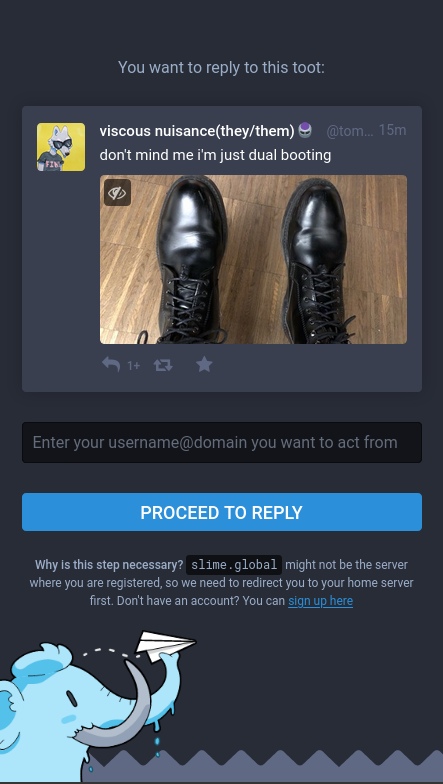 You want to reply to this toot:
viscous nuisance(they/them) @tom... 15m
don't mind me i'm just dual booting
1+
Enter your username@domain you want to act from
PROCEED TO REPLY
Why is this step necessary? slime.global might not be the server
where you are registered, so we need to redirect you to your home server
first. Don't have an account? You can sign up here